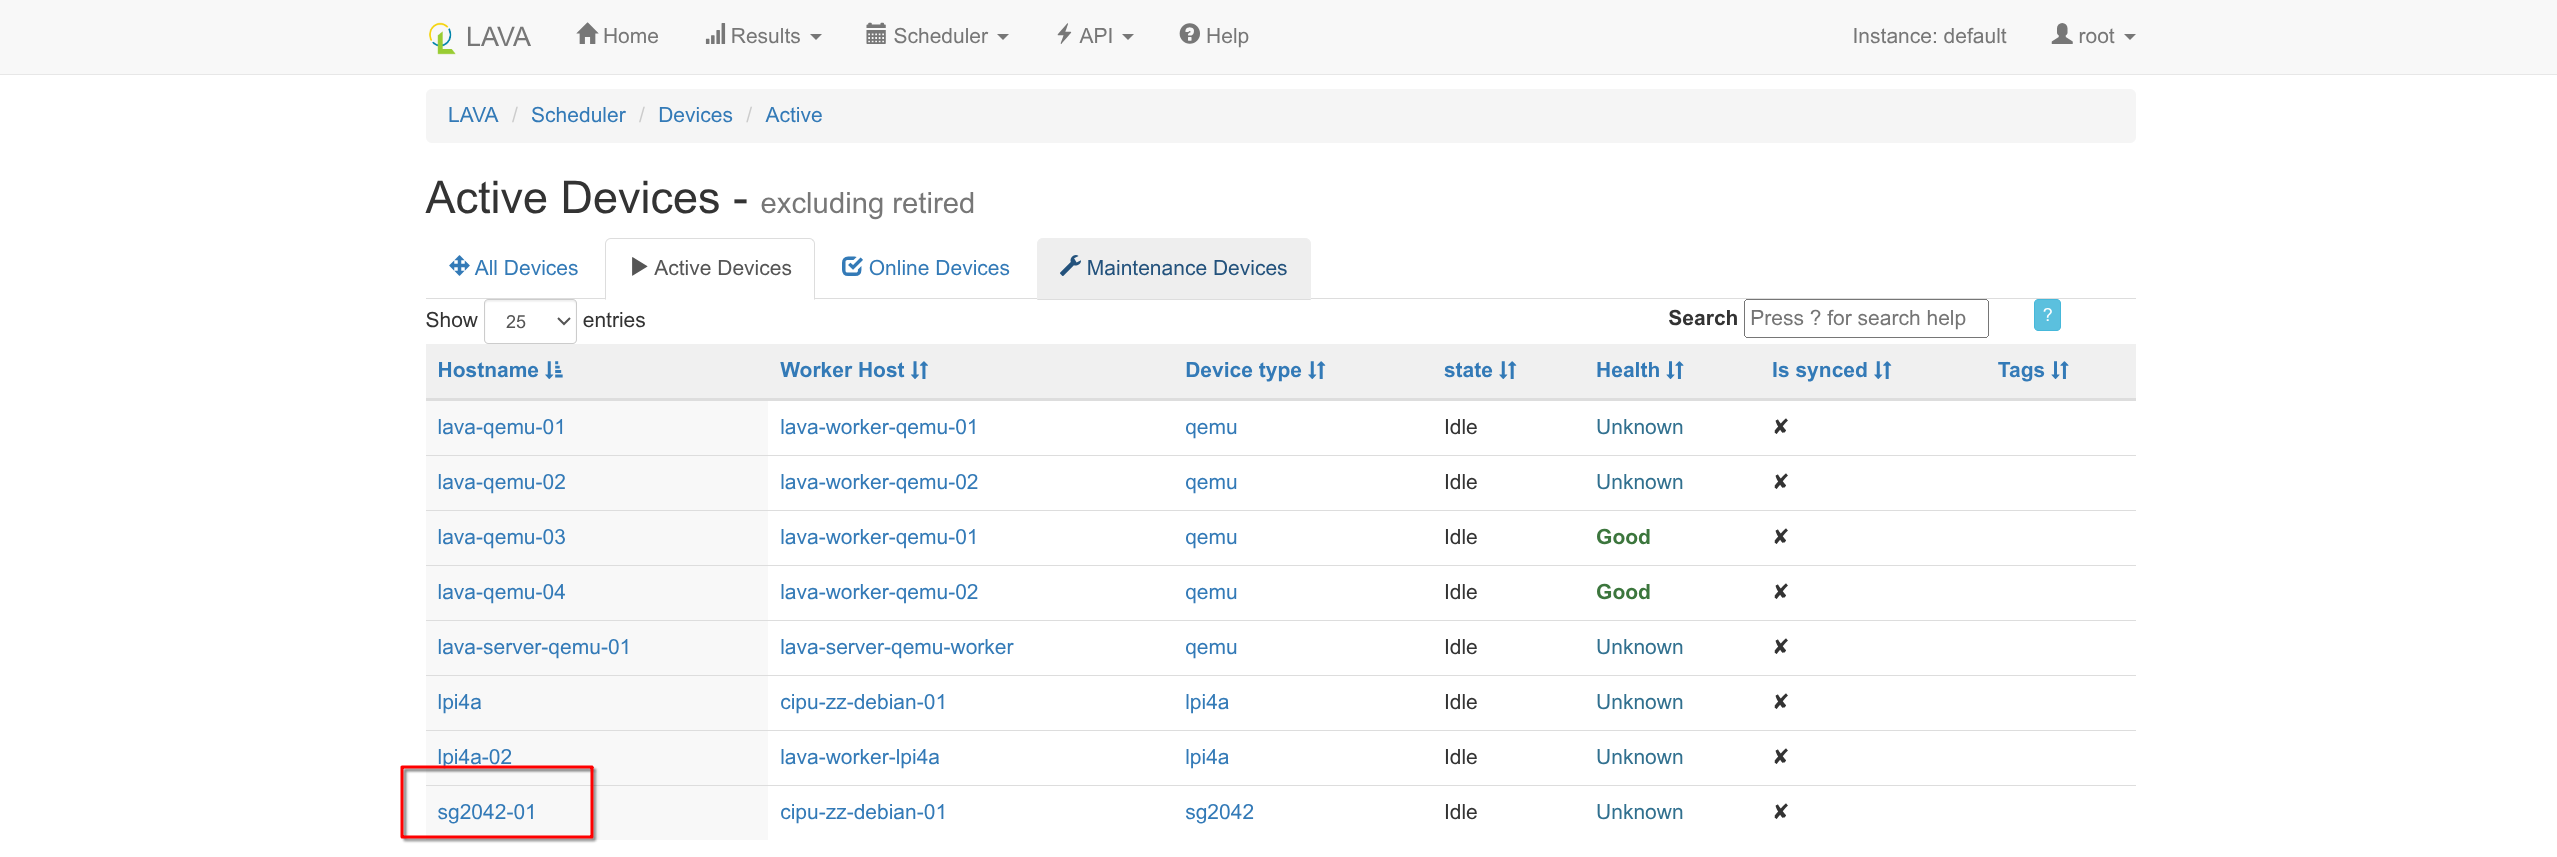 LAVA Home Results Scheduler API Help Instance: default root
LAVA / Scheduler / Devices / Active
Active Devices - excluding retired
All Devices Active Devices Online Devices Maintenance Devices
Show 25 entries Search Press ? for search help ?
Hostname Worker Host Device type state Health Is synced Tags
lava-qemu-01 lava-worker-qemu-01 qemu Idle Unknown ✘
lava-qemu-02 lava-worker-qemu-02 qemu Idle Unknown ✘
lava-qemu-03 lava-worker-qemu-01 qemu Idle Good ✘
lava-qemu-04 lava-worker-qemu-02 qemu Idle Good ✘
lava-server-qemu-01 lava-server-qemu-worker qemu Idle Unknown ✘
lpi4a cipu-zz-debian-01 lpi4a Idle Unknown ✘
lpi4a-02 lava-worker-lpi4a lpi4a Idle Unknown ✘
sg2042-01 cipu-zz-debian-01 sg2042 Idle Unknown ✘